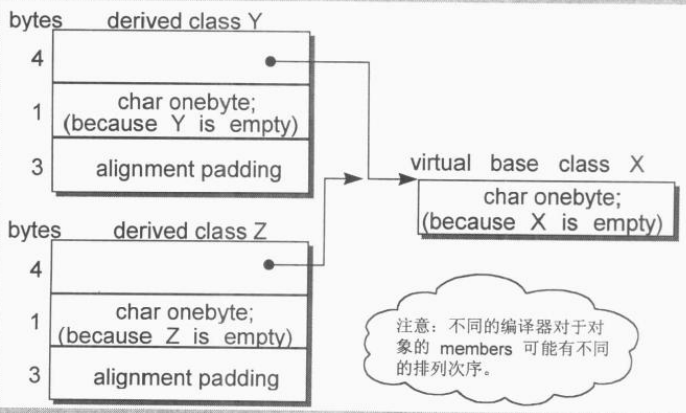 bytes derived class Y
4
1 char onebyte;
(because Y is empty)
3 alignment padding
virtual base class X
char onebyte;
(because X is empty)
bytes derived class Z
4
1 char onebyte;
(because Z is empty)
3 alignment padding
注意：不同的编译器对于对
象的 members 可能有不同
的排列次序。